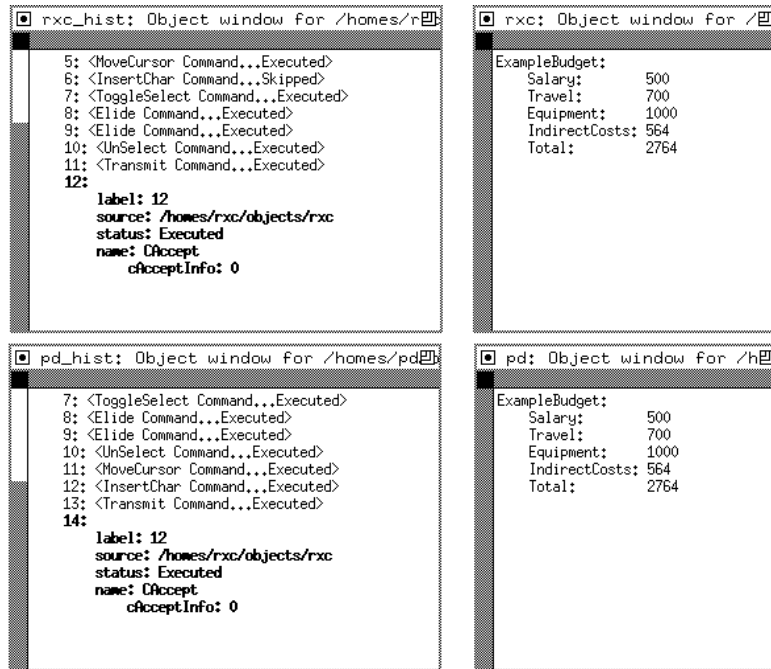 rxc_hist: Object window for /homes/r
5: <MoveCursor Command...Executed>
6: <InsertChar Command...Skipped>
7: <ToggleSelect Command...Executed>
8: <Elide Command...Executed>
9: <Elide Command...Executed>
10: <UnSelect Command...Executed>
11: <Transmit Command...Executed>
12:
label: 12
source: /homes/rxc/objects/rxc
status: Executed
name: CAccept
cAcceptInfo: 0
rxc: Object window for /
ExampleBudget:
Salary: 500
Travel: 700
Equipment: 1000
IndirectCosts: 564
Total: 2764
pd_hist: Object window for /homes/pd
7: <ToggleSelect Command...Executed>
8: <Elide Command...Executed>
9: <Elide Command...Executed>
10: <UnSelect Command...Executed>
11: <MoveCursor Command...Executed>
12: <InsertChar Command...Executed>
13: <Transmit Command...Executed>
14:
label: 12
source: /homes/rxc/objects/rxc
status: Executed
name: CAccept
cAcceptInfo: 0
pd: Object window for /h
ExampleBudget:
Salary: 500
Travel: 700
Equipment: 1000
IndirectCosts: 564
Total: 2764